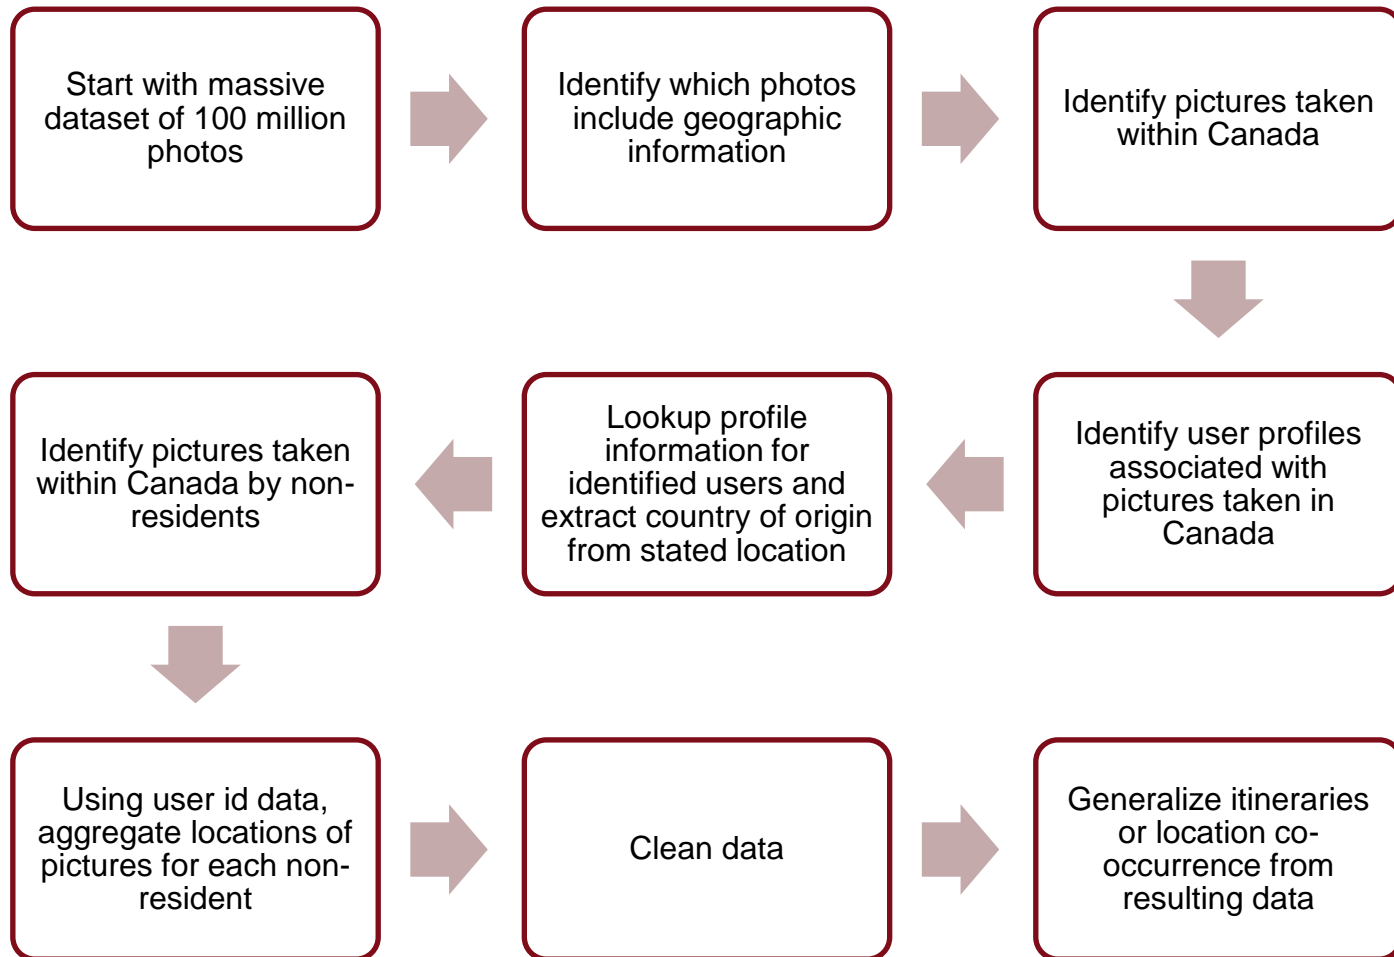 Start with massive
dataset of 100 million
photos
Identify which photos
include geographic
information
Identify pictures taken
within Canada
Identify user profiles
associated with
pictures taken in
Canada
Lookup profile
information for
identified users and
extract country of origin
from stated location
Identify pictures taken
within Canada by non-
residents
Using user id data,
aggregate locations of
pictures for each non-
resident
Clean data
Generalize itineraries
or location co-
occurrence from
resulting data